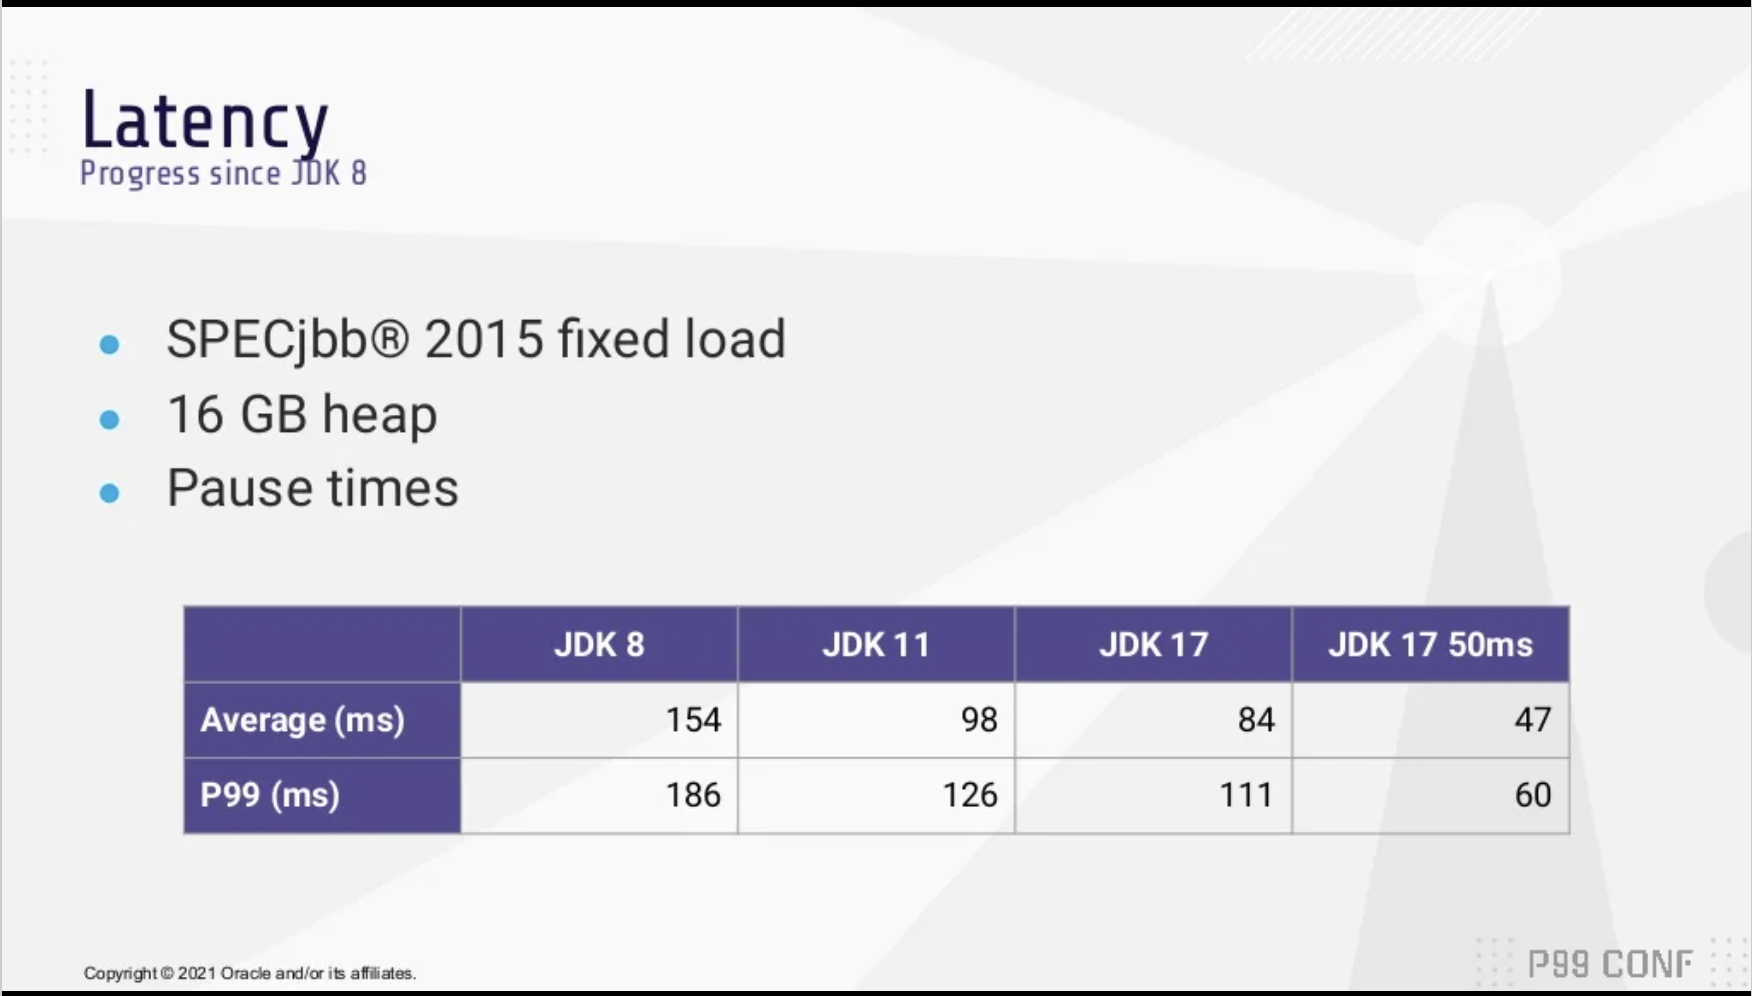 Latency
Progress since JDK 8
SPECjbb® 2015 fixed load
16 GB heap
Pause times
JDK 8 JDK 11 JDK 17 JDK 17 50ms
Average (ms) 154 98 84 47
P99 (ms) 186 126 111 60
Copyright © 2021 Oracle and/or its affiliates.
P99 CONF